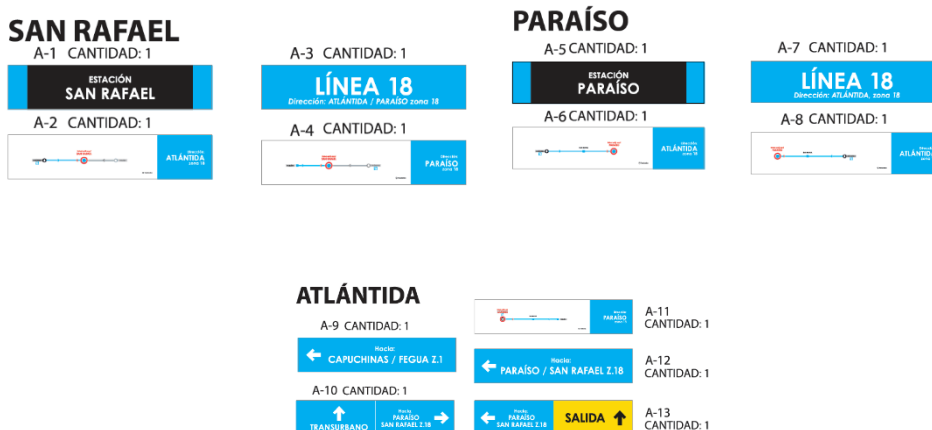 SAN RAFAEL
A-1 CANTIDAD: 1
ESTACIÓN
SAN RAFAEL
A-2 CANTIDAD: 1
Dirección
ATLÁNTIDA
zona 18
A-3 CANTIDAD: 1
LÍNEA 18
Dirección: ATLÁNTIDA / PARAÍSO zona 18
A-4 CANTIDAD: 1
Dirección
PARAÍSO
zona 18
PARAÍSO
A-5 CANTIDAD: 1
ESTACIÓN
PARAÍSO
A-6 CANTIDAD: 1
Dirección
ATLÁNTIDA
zona 18
A-7 CANTIDAD: 1
LÍNEA 18
Dirección: ATLÁNTIDA, zona 18
A-8 CANTIDAD: 1
ATLÁNTIDA
zona 18
ATLÁNTIDA
A-9 CANTIDAD: 1
Hacia:
CAPUCHINAS / FEGUA Z.1
A-10 CANTIDAD: 1
TRANSURBANO
Hacia:
PARAÍSO
SAN RAFAEL Z.18
Dirección
PARAÍSO
A-11
CANTIDAD: 1
Hacia:
PARAÍSO / SAN RAFAEL Z.18
A-12
CANTIDAD: 1
Hacia:
PARAÍSO
SAN RAFAEL Z.18
SALIDA
A-13
CANTIDAD: 1